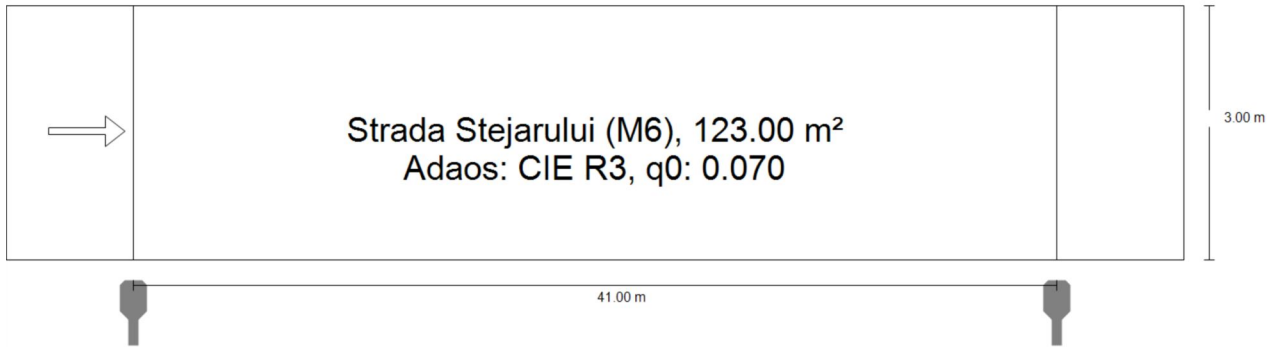 Strada Stejarului (M6), 123.00 m²
Adaos: CIE R3, q0: 0.070
3.00 m
41.00 m